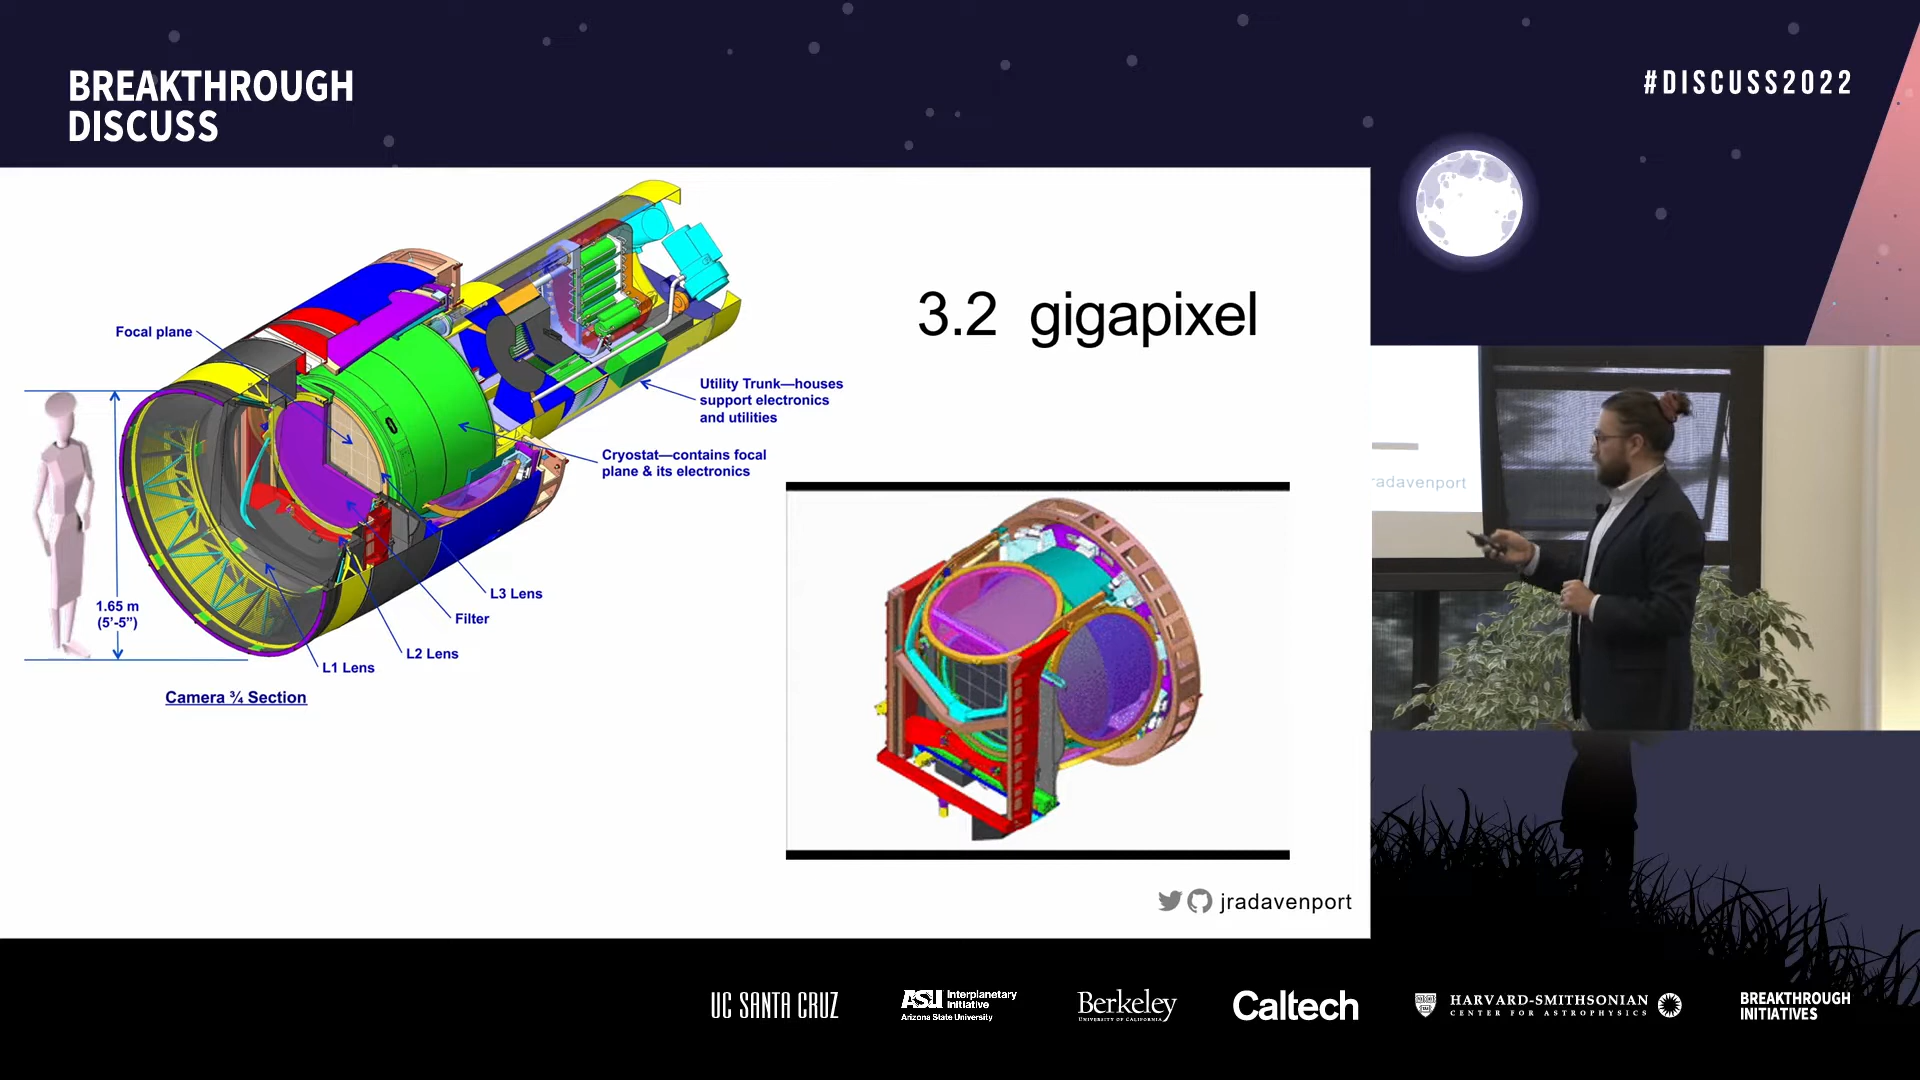 BREAKTHROUGH
DISCUSS
#DISCUSS2022
3.2 gigapixel
Focal plane
Utility Trunk—houses
support electronics
and utilities
Cryostat—contains focal
plane & its electronics
1.65 m
(5'-5")
L3 Lens
Filter
L2 Lens
L1 Lens
Camera ¾ Section
radavenport
jradavenport
UC SANTA CRUZ
ASU Interplanetary
Initiative
Arizona State University
Berkeley
UNIVERSITY OF CALIFORNIA
Caltech
HARVARD-SMITHSONIAN
CENTER FOR ASTROPHYSICS
BREAKTHROUGH
INITIATIVES